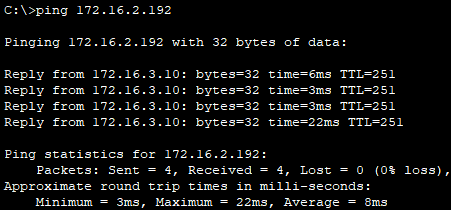 C:\>ping 172.16.2.192
Pinging 172.16.2.192 with 32 bytes of data:
Reply from 172.16.3.10: bytes=32 time=6ms TTL=251
Reply from 172.16.3.10: bytes=32 time=3ms TTL=251
Reply from 172.16.3.10: bytes=32 time=3ms TTL=251
Reply from 172.16.3.10: bytes=32 time=22ms TTL=251
Ping statistics for 172.16.2.192:
    Packets: Sent = 4, Received = 4, Lost = 0 (0% loss),
Approximate round trip times in milli-seconds:
    Minimum = 3ms, Maximum = 22ms, Average = 8ms